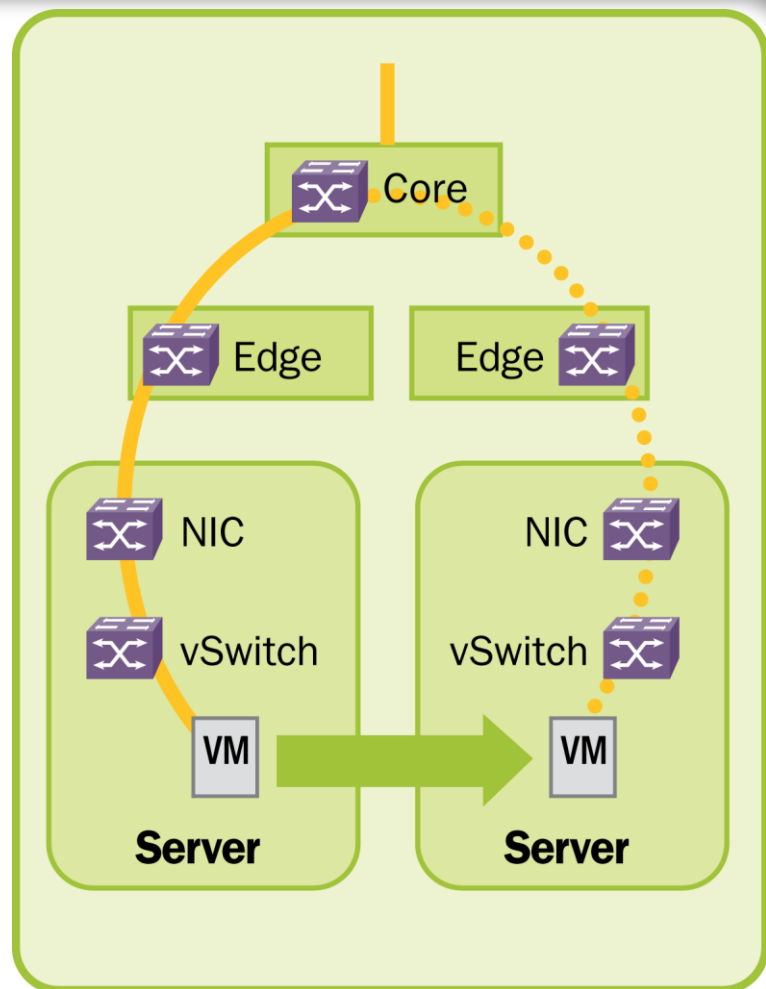 Core
Edge
Edge
NIC
NIC
vSwitch
vSwitch
VM
VM
Server
Server